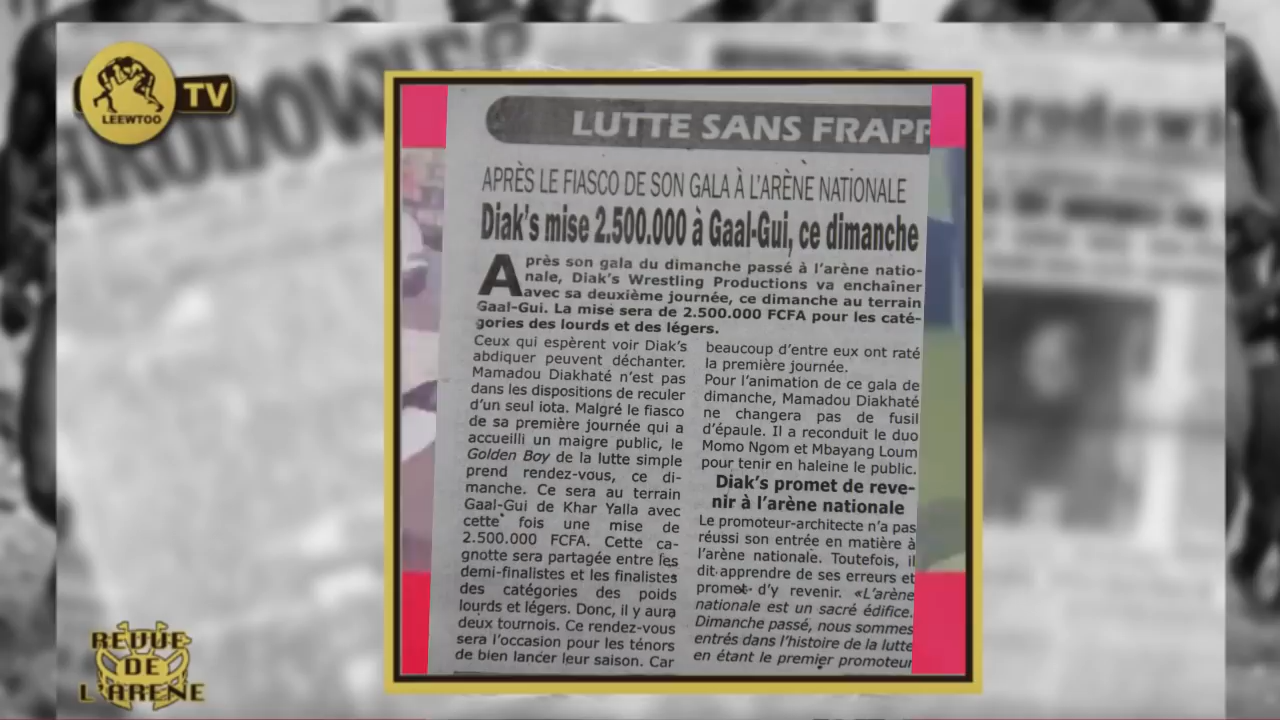 LEEWTOO
TV
LUTTE SANS FRAPP
APRÈS LE FIASCO DE SON GALA À L'ARÈNE NATIONALE
Diak's mise 2.500.000 à Gaal-Gui, ce dimanche
Après son gala du dimanche passé à l'arène natio-
nale, Diak's Wrestling Productions va enchaîner
avec sa deuxième journée, ce dimanche au terrain
Gaal-Gui. La mise sera de 2.500.000 FCFA pour les caté-
gories des lourds et des légers.
Ceux qui espèrent voir Diak's
abdiquer peuvent déchanter.
Mamadou Diakhaté n'est pas
dans les dispositions de reculer
d'un seul iota. Malgré le fiasco
de sa première journée qui a
accueilli un maigre public, le
Golden Boy de la lutte simple
prend rendez-vous, ce di-
manche. Ce sera au terrain
Gaal-Gui de Khar Yalla avec
cette fois une mise de
2.500.000 FCFA. Cette ca-
gnotte sera partagée entre les
demi-finalistes et les finalistes
des catégories des poids
lourds et légers. Donc, il y aura
deux tournois. Ce rendez-vous
sera l'occasion pour les ténors
de bien lancer leur saison. Car
beaucoup d'entre eux ont raté
la première journée.
Pour l'animation de ce gala de
dimanche, Mamadou Diakhaté
ne changera pas de fusil
d'épaule. Il a reconduit le duo
Momo Ngom et Mbayang Loum
pour tenir en haleine le public.
Diak's promet de reve-
nir à l'arène nationale
Le promoteur-architecte n'a pas
réussi son entrée en matière à
l'arène nationale. Toutefois, il
dit apprendre de ses erreurs et
promet d'y revenir. «L'arène
nationale est un sacré édifice.
Dimanche passé, nous sommes
entrés dans l'histoire de la lutte
en étant le premier promoteur
REVUE
DE
L'ARENE